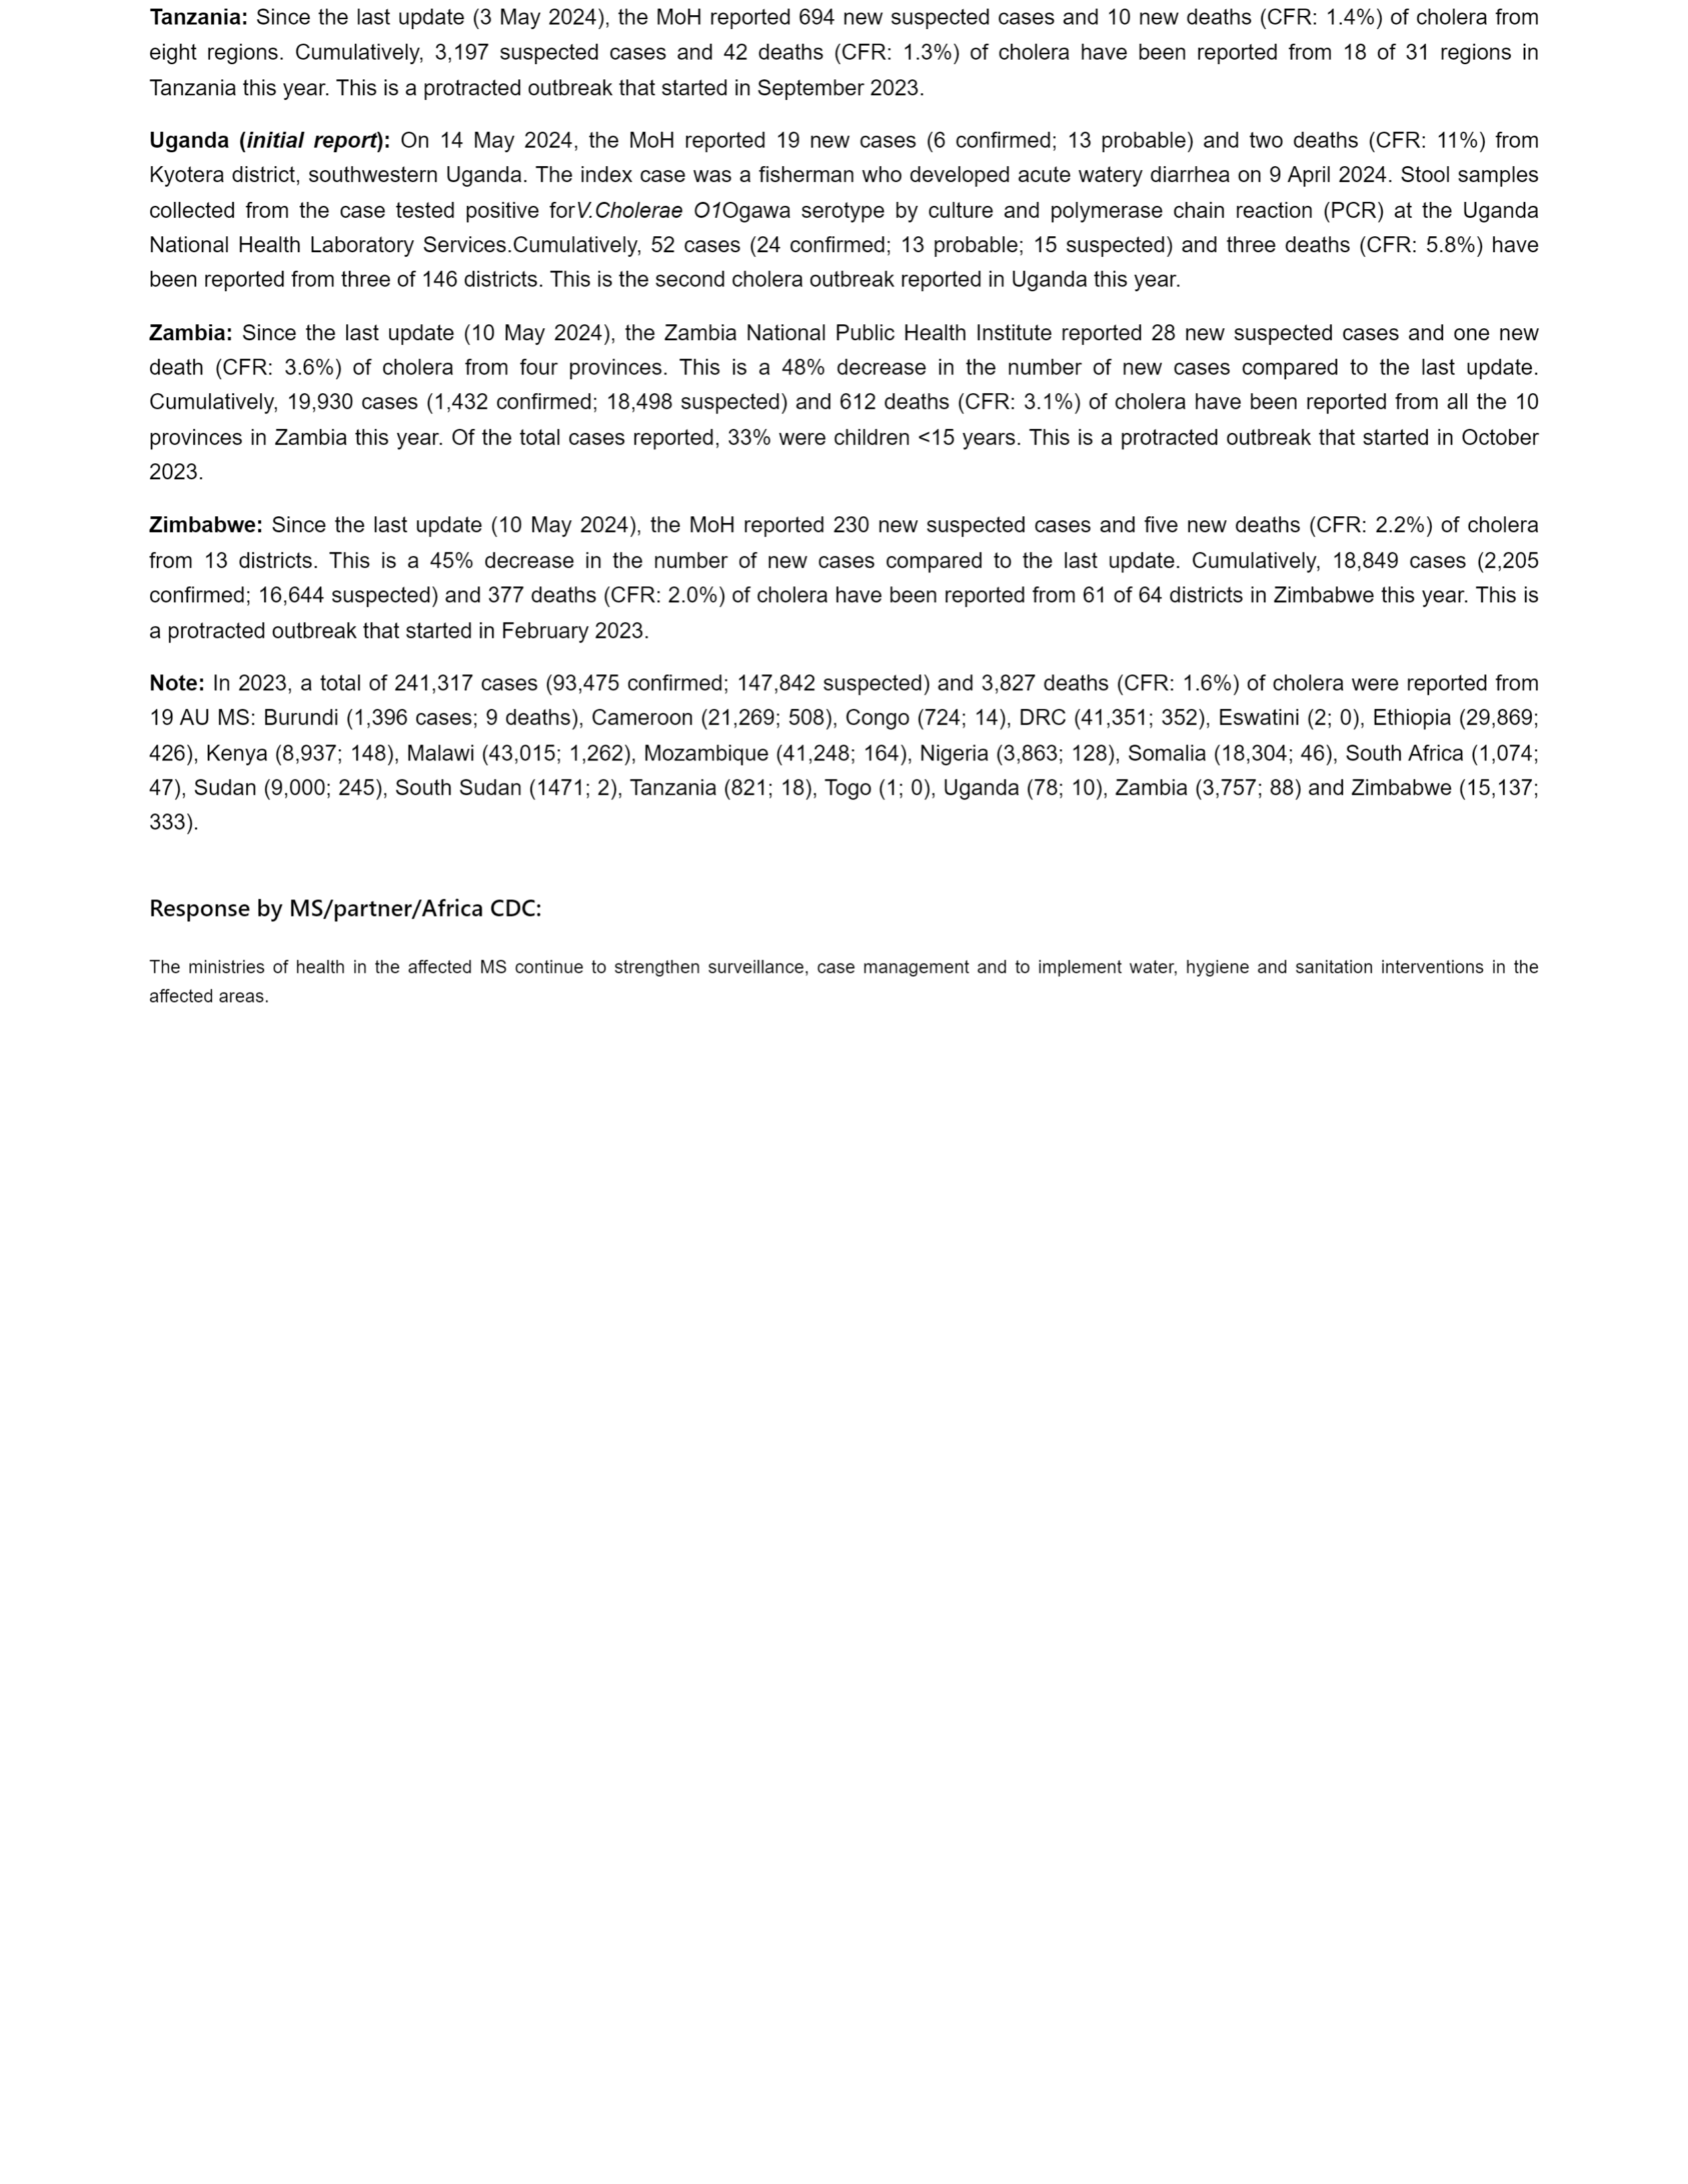 Tanzania: Since the last update (3 May 2024), the MoH reported 694 new suspected cases and 10 new deaths (CFR: 1.4%) of cholera from
eight regions. Cumulatively, 3,197 suspected cases and 42 deaths (CFR: 1.3%) of cholera have been reported from 18 of 31 regions in
Tanzania this year. This is a protracted outbreak that started in September 2023.
Uganda (initial report): On 14 May 2024, the MoH reported 19 new cases (6 confirmed; 13 probable) and two deaths (CFR: 11%) from
Kyotera district, southwestern Uganda. The index case was a fisherman who developed acute watery diarrhea on 9 April 2024. Stool samples
collected from the case tested positive forV.Cholerae O1Ogawa serotype by culture and polymerase chain reaction (PCR) at the Uganda
National Health Laboratory Services.Cumulatively, 52 cases (24 confirmed; 13 probable; 15 suspected) and three deaths (CFR: 5.8%) have
been reported from three of 146 districts. This is the second cholera outbreak reported in Uganda this year.
Zambia: Since the last update (10 May 2024), the Zambia National Public Health Institute reported 28 new suspected cases and one new
death (CFR: 3.6%) of cholera from four provinces. This is a 48% decrease in the number of new cases compared to the last update.
Cumulatively, 19,930 cases (1,432 confirmed; 18,498 suspected) and 612 deaths (CFR: 3.1%) of cholera have been reported from all the 10
provinces in Zambia this year. Of the total cases reported, 33% were children <15 years. This is a protracted outbreak that started in October
2023.
Zimbabwe: Since the last update (10 May 2024), the MoH reported 230 new suspected cases and five new deaths (CFR: 2.2%) of cholera
from 13 districts. This is a 45% decrease in the number of new cases compared to the last update. Cumulatively, 18,849 cases (2,205
confirmed; 16,644 suspected) and 377 deaths (CFR: 2.0%) of cholera have been reported from 61 of 64 districts in Zimbabwe this year. This is
a protracted outbreak that started in February 2023.
Note: In 2023, a total of 241,317 cases (93,475 confirmed; 147,842 suspected) and 3,827 deaths (CFR: 1.6%) of cholera were reported from
19 AU MS: Burundi (1,396 cases; 9 deaths), Cameroon (21,269; 508), Congo (724; 14), DRC (41,351; 352), Eswatini (2; 0), Ethiopia (29,869;
426), Kenya (8,937; 148), Malawi (43,015; 1,262), Mozambique (41,248; 164), Nigeria (3,863; 128), Somalia (18,304; 46), South Africa (1,074;
47), Sudan (9,000; 245), South Sudan (1471; 2), Tanzania (821; 18), Togo (1; 0), Uganda (78; 10), Zambia (3,757; 88) and Zimbabwe (15,137;
333).
Response by MS/partner/Africa CDC:
The ministries of health in the affected MS continue to strengthen surveillance, case management and to implement water, hygiene and sanitation interventions in the
affected areas.